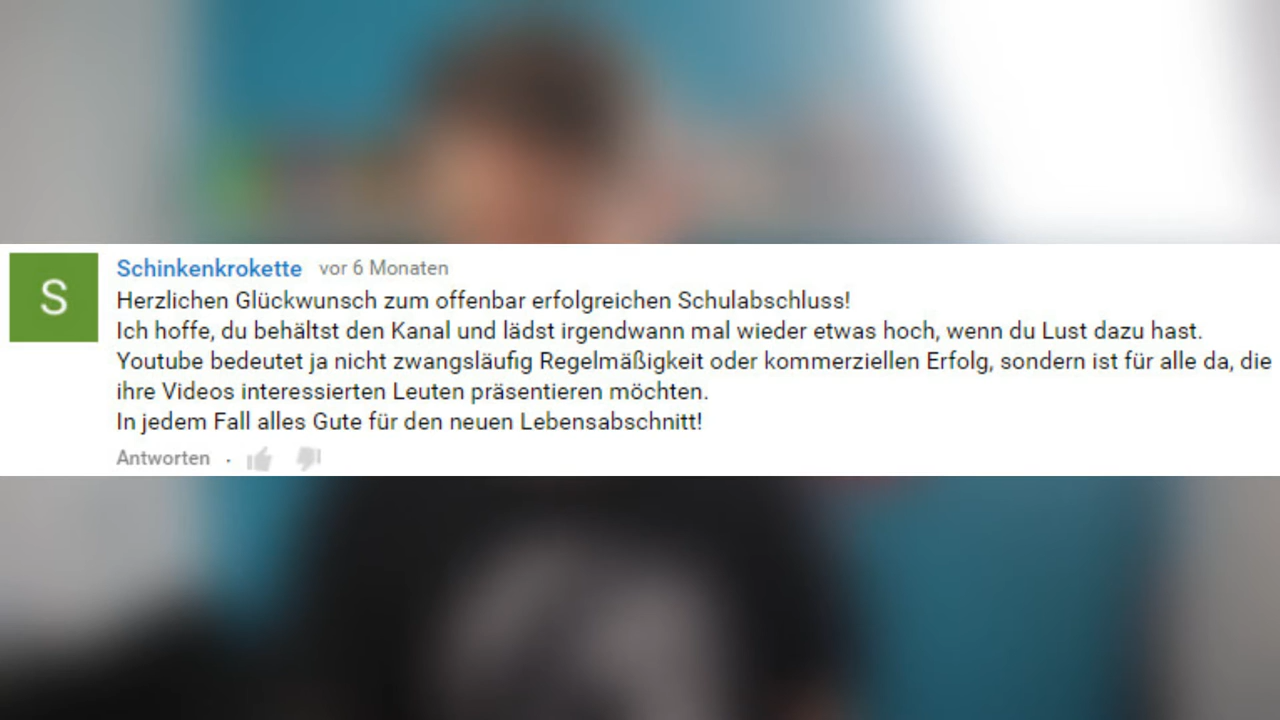 S
Schinkenkrokette vor 6 Monaten
Herzlichen Glückwunsch zum offenbar erfolgreichen Schulabschluss!
Ich hoffe, du behältst den Kanal und lädst irgendwann mal wieder etwas hoch, wenn du Lust dazu hast.
Youtube bedeutet ja nicht zwangsläufig Regelmäßigkeit oder kommerziellen Erfolg, sondern ist für alle da, die
ihre Videos interessierten Leuten präsentieren möchten.
In jedem Fall alles Gute für den neuen Lebensabschnitt!
Antworten ·